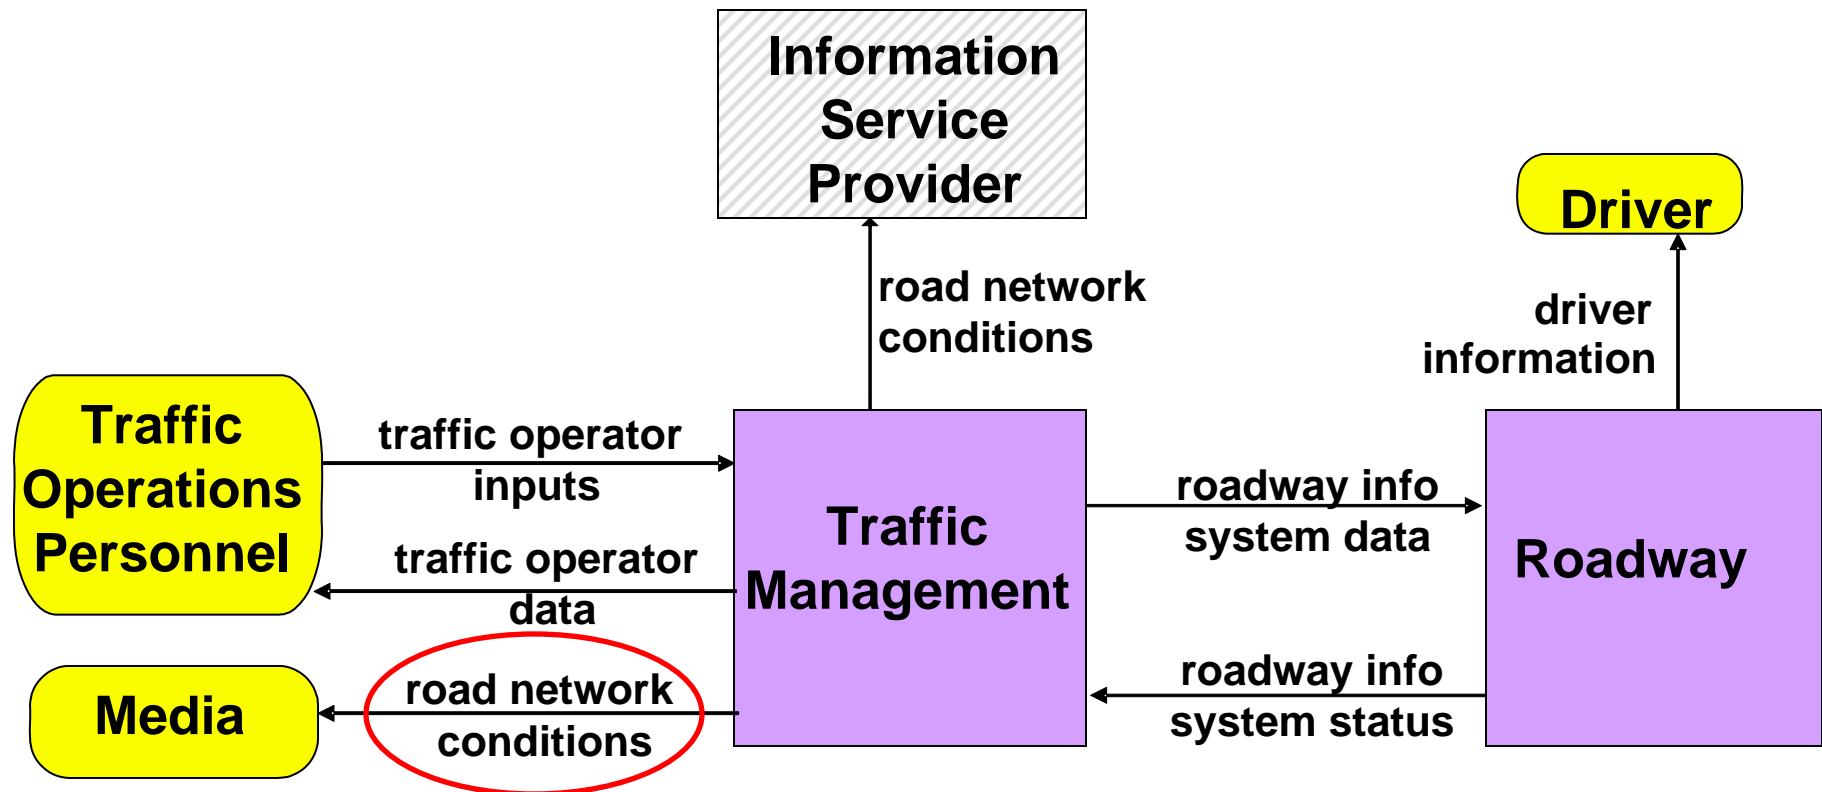 Information
Service
Provider
Driver
road network
conditions
driver
information
Traffic
Operations
Personnel
traffic operator
inputs
traffic operator
data
Traffic
Management
roadway info
system data
Roadway
Media
road network
conditions
roadway info
system status